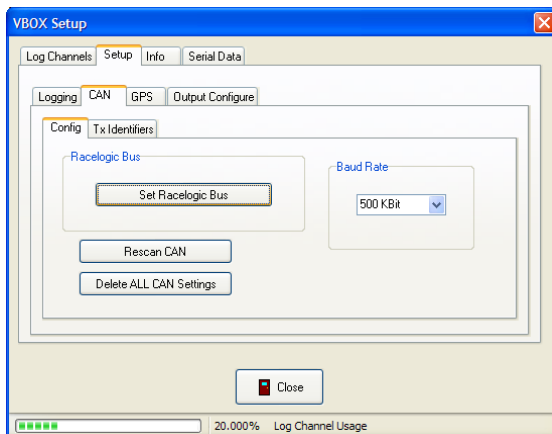 VBOX Setup
Log Channels Setup Info Serial Data
Logging CAN GPS Output Configure
Config Tx Identifiers
Racelogic Bus
Set Racelogic Bus
Baud Rate
500 KBit
Rescan CAN
Delete ALL CAN Settings
Close
20.000% Log Channel Usage